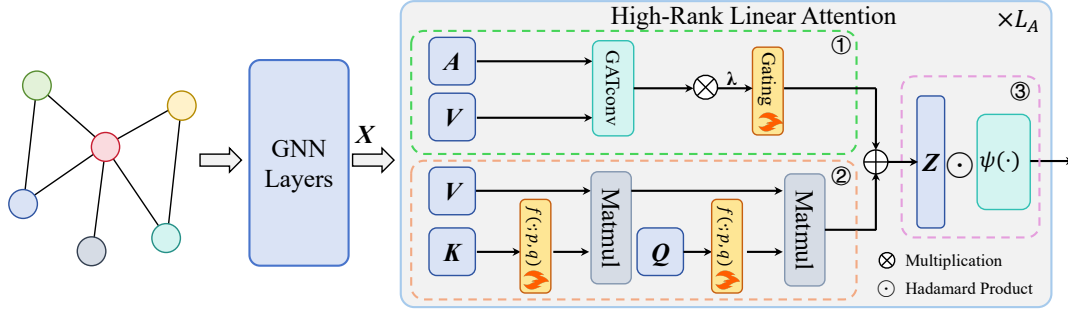 High-Rank Linear Attention
×L_A
①
A
V
GATconv
λ
Gating
GNN
Layers
X
②
V
K
f(·;p,q)
Matmul
Q
f(·;p,q)
Matmul
③
Z
ψ(·)
Multiplication
Hadamard Product